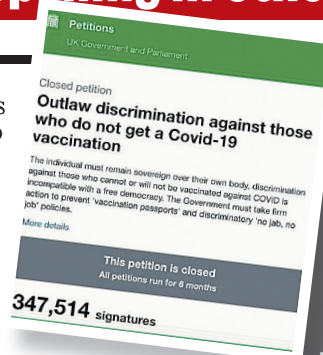 Petitions
UK Government and Parliament
Closed petition
Outlaw discrimination against those
who do not get a Covid-19
vaccination
The individual must remain sovereign over their own body, discrimination
against those who cannot or will not be vaccinated against COVID is
incompatible with a free democracy. The Government must take firm
action to prevent 'vaccination passports' and discriminatory 'no jab, no
job' policies.
More details
This petition is closed
All petitions run for 6 months
347,514 signatures